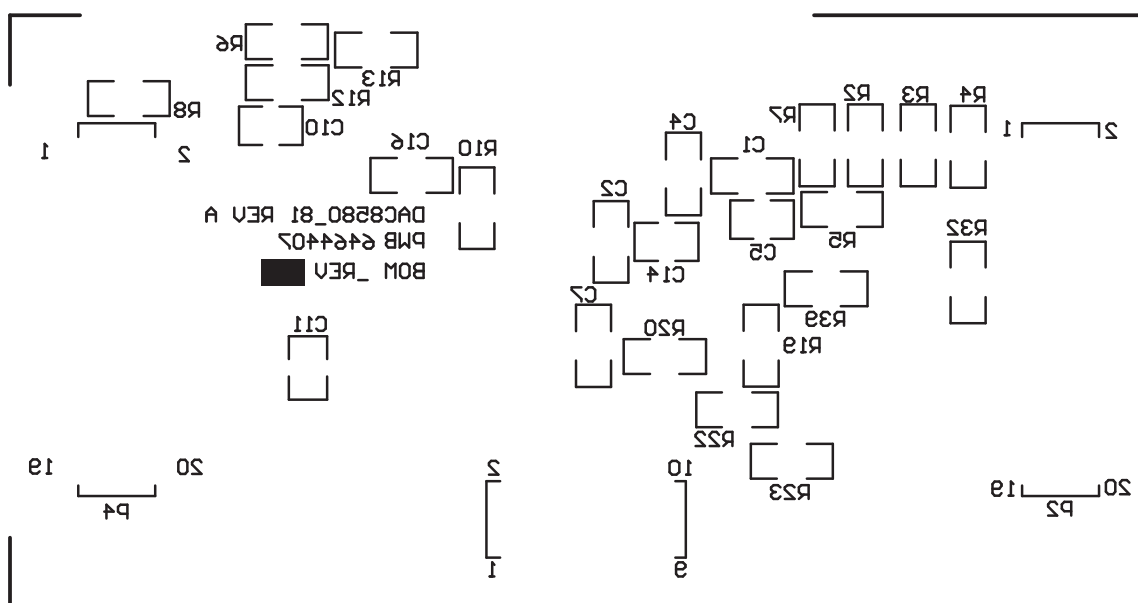 R6
R13
R12
R8
C10
1
2
C16
R10
C4
C1
R7
R2
R3
R4
1
2
C2
DAC8580_81 REV A
PWB 6464407
BOM _REV
C14
C5
R5
R32
C7
R39
C11
R20
R19
R22
R23
19
20
P4
2
10
1
9
19
20
P2